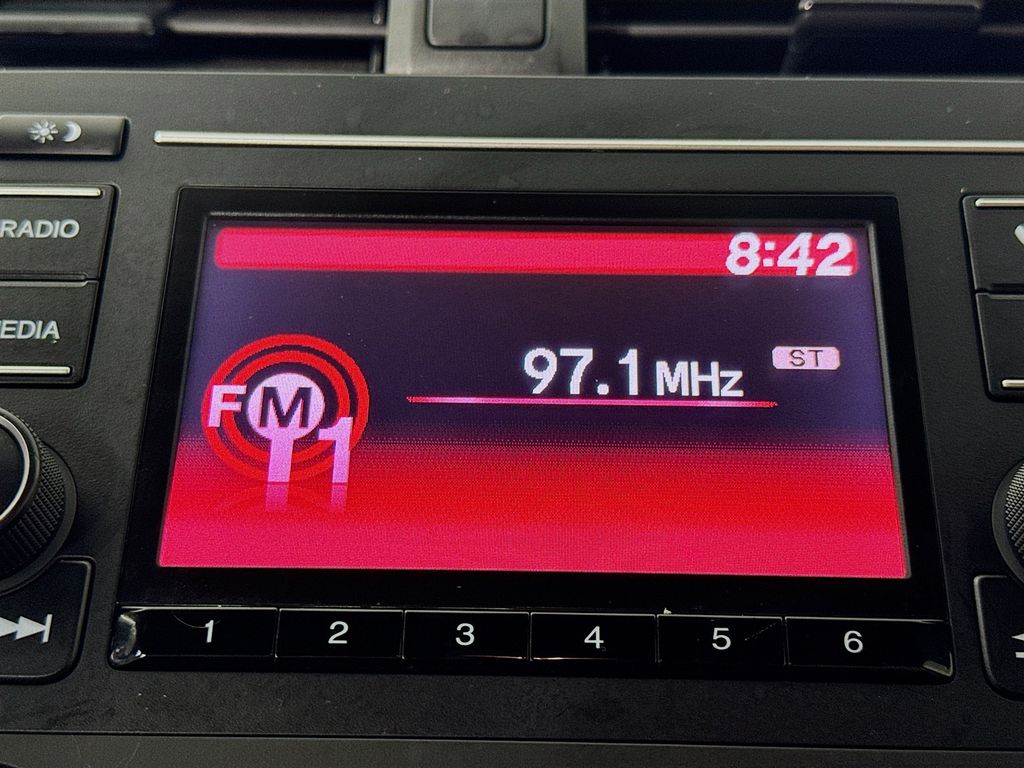 8:42
RADIO
97.1 MHz ST
EDIA
FM 1
1 2 3 4 5 6